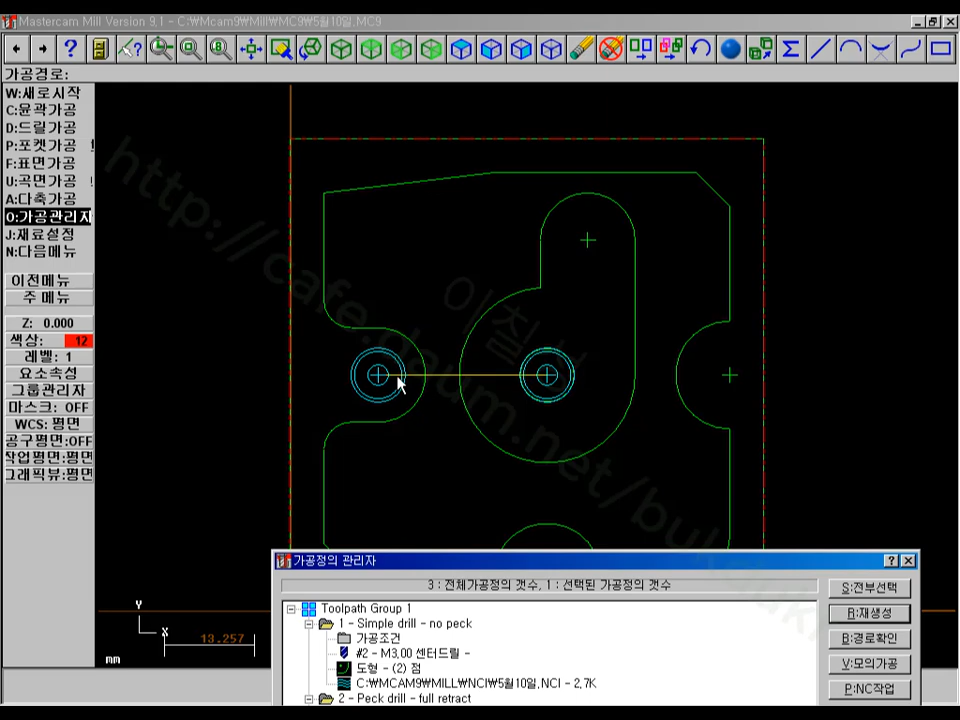 Mastercam Mill Version 9.1 - C:₩Mcam9₩Mill₩MC9₩5월10일.MC9
가공경로:
W:새로시작
C:윤곽가공
D:드릴가공
P:포켓가공
F:표면가공
U:곡면가공
A:다축가공
O:가공관리자
J:재료설정
N:다음메뉴
이전메뉴
주 메뉴
Z: 0.000
색상: 12
레벨: 1
요소속성
그룹관리자
마스크: OFF
WCS: 평면
공구평면:OFF
작업평면:평면
그래픽뷰:평면
http://cafe.daum.net/bulukn
Y
X
13.257
mm
가공정의 관리자
3 : 전체가공정의 갯수, 1 : 선택된 가공정의 갯수
Toolpath Group 1
1 - Simple drill - no peck
가공조건
#2 - M3.00 센터드릴 -
도형 - (2) 점
C:₩MCAM9₩MILL₩NCI₩5월10일.NCI - 2.7K
2 - Peck drill - full retract
S:전부선택
R:재생성
B:경로확인
V:모의가공
P:NC작업